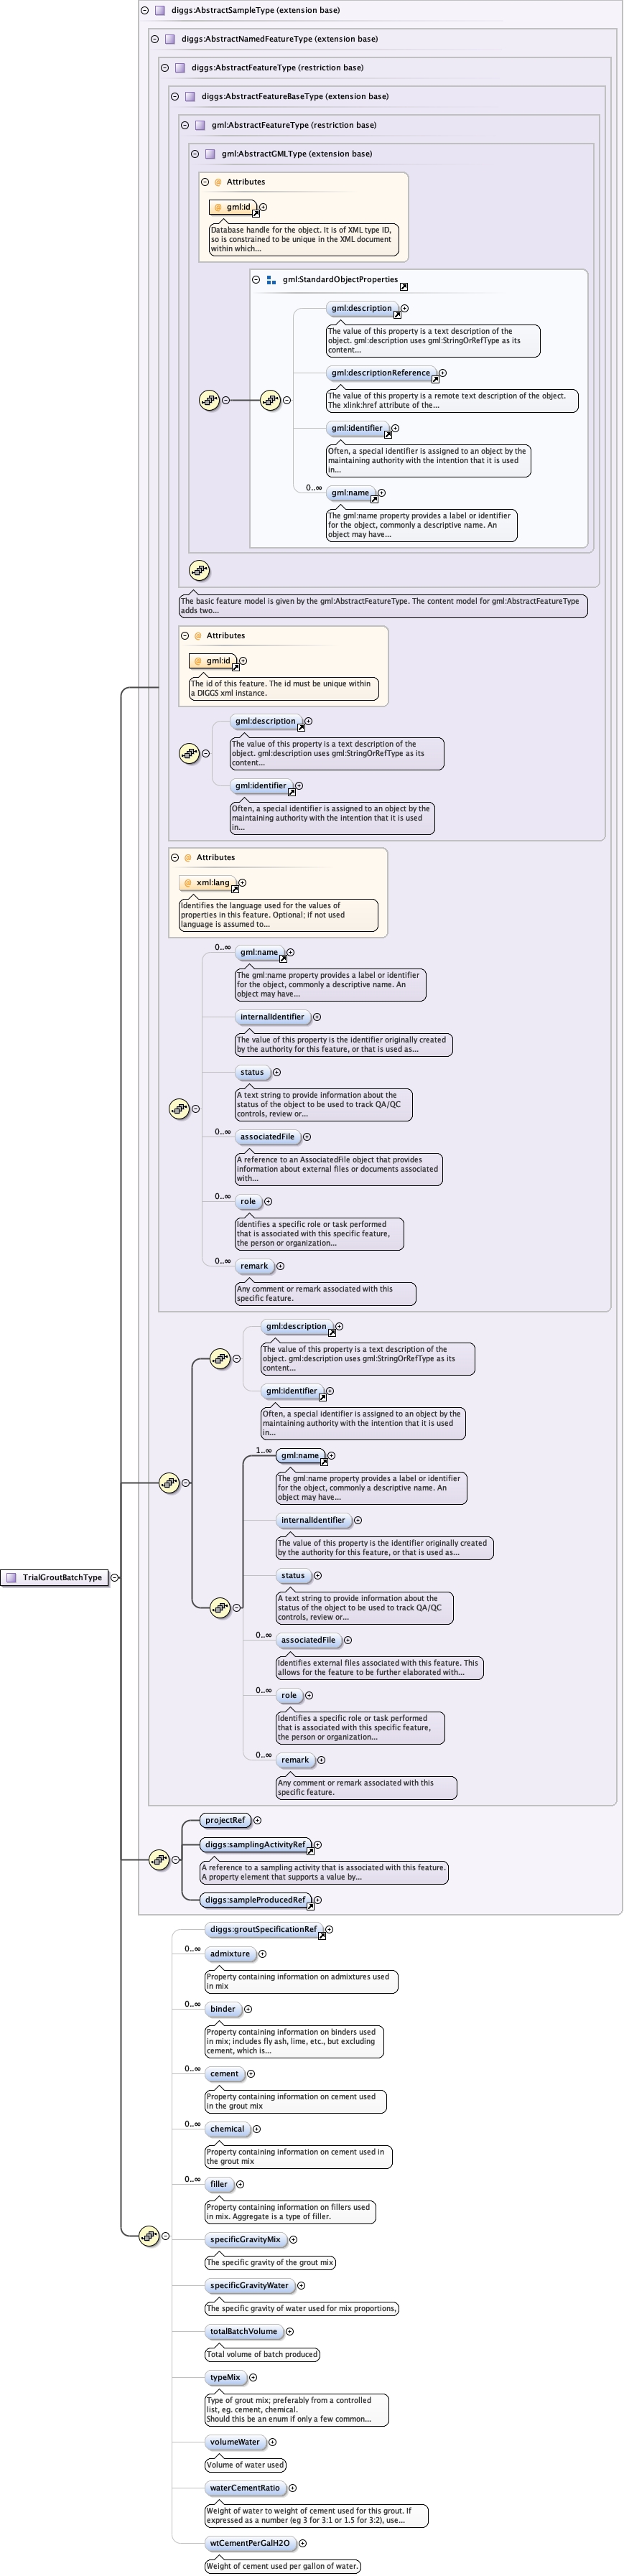 diggs:AbstractSampleType (extension base)
diggs:AbstractNamedFeatureType (extension base)
diggs:AbstractFeatureType (restriction base)
diggs:AbstractFeatureBaseType (extension base)
gml:AbstractFeatureType (restriction base)
gml:AbstractGMLType (extension base)
@ Attributes
@ gml:id
Database handle for the object. It is of XML type ID,
so is constrained to be unique in the XML document
within which...
gml:StandardObjectProperties
gml:description
The value of this property is a text description of the
object. gml:description uses gml:StringOrRefType as its
content...
gml:descriptionReference
The value of this property is a remote text description of the object.
The xlink:href attribute of the...
gml:identifier
Often, a special identifier is assigned to an object by the
maintaining authority with the intention that it is used
in...
0..∞
gml:name
The gml:name property provides a label or identifier
for the object, commonly a descriptive name. An
object may have...
The basic feature model is given by the gml:AbstractFeatureType. The content model for gml:AbstractFeatureType
adds two...
@ Attributes
@ gml:id
The id of this feature. The id must be unique within
a DIGGS xml instance.
gml:description
The value of this property is a text description of the
object. gml:description uses gml:StringOrRefType as its
content...
gml:identifier
Often, a special identifier is assigned to an object by the
maintaining authority with the intention that it is used
in...
@ Attributes
@ xml:lang
Identifies the language used for the values of
properties in this feature. Optional; if not used
language is assumed to...
0..∞
gml:name
The gml:name property provides a label or identifier
for the object, commonly a descriptive name. An
object may have...
internalIdentifier
The value of this property is the identifier originally created
by the authority for this feature, or that is used as...
status
A text string to provide information about the
status of the object to be used to track QA/QC
controls, review or...
0..∞
associatedFile
A reference to an AssociatedFile object that provides
information about external files or documents associated
with...
0..∞
role
Identifies a specific role or task performed
that is associated with this specific feature,
the person or organization...
0..∞
remark
Any comment or remark associated with this
specific feature.
gml:description
The value of this property is a text description of the
object. gml:description uses gml:StringOrRefType as its
content...
gml:identifier
Often, a special identifier is assigned to an object by the
maintaining authority with the intention that it is used
in...
1..∞
gml:name
The gml:name property provides a label or identifier
for the object, commonly a descriptive name. An
object may have...
internalIdentifier
The value of this property is the identifier originally created
by the authority for this feature, or that is used as...
status
A text string to provide information about the
status of the object to be used to track QA/QC
controls, review or...
TrialGroutBatchType
0..∞
associatedFile
Identifies external files associated with this feature. This
allows for the feature to be further elaborated with...
0..∞
role
Identifies a specific role or task performed
that is associated with this specific feature,
the person or organization...
0..∞
remark
Any comment or remark associated with this
specific feature.
projectRef
diggs:samplingActivityRef
A reference to a sampling activity that is associated with this feature.
A property element that supports a value by...
diggs:sampleProducedRef
diggs:groutSpecificationRef
0..∞
admixture
Property containing information on admixtures used
in mix
0..∞
binder
Property containing information on binders used
in mix; includes fly ash, lime, etc., but excluding
cement, which is...
0..∞
cement
Property containing information on cement used
in the grout mix
0..∞
chemical
Property containing information on cement used in
the grout mix
0..∞
filler
Property containing information on fillers used
in mix. Aggregate is a type of filler.
specificGravityMix
The specific gravity of the grout mix
specificGravityWater
The specific gravity of water used for mix proportions,
totalBatchVolume
Total volume of batch produced
typeMix
Type of grout mix; preferably from a controlled
list, eg. cement, chemical.
Should this be an enum if only a few common...
volumeWater
Volume of water used
waterCementRatio
Weight of water to weight of cement used for this grout. If
expressed as a number (eg 3 for 3:1 or 1.5 for 3:2), use...
wtCementPerGalH2O
Weight of cement used per gallon of water.